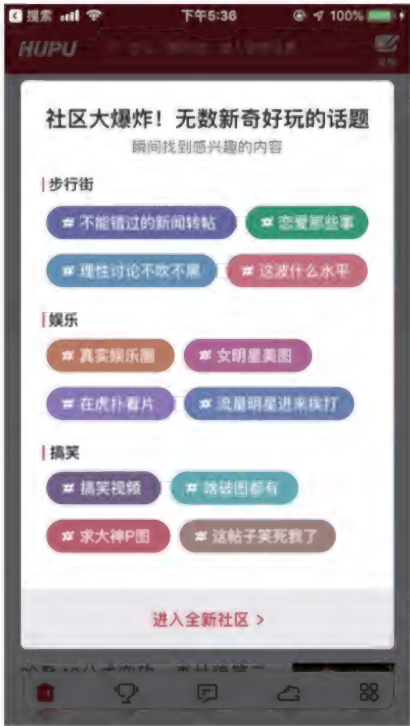 搜索 下午5:36 100%
HUPU
社区大爆炸！无数新奇好玩的话题
瞬间找到感兴趣的内容
步行街
# 不能错过的新闻转帖 # 恋爱那些事
# 理性讨论不吹不黑 # 这波什么水平
娱乐
# 真实娱乐圈 # 女明星美图
# 在虎扑看片 # 流量明星进来挨打
搞笑
# 搞笑视频 # 啥破图都有
# 求大神P图 # 这帖子笑死我了
进入全新社区 >